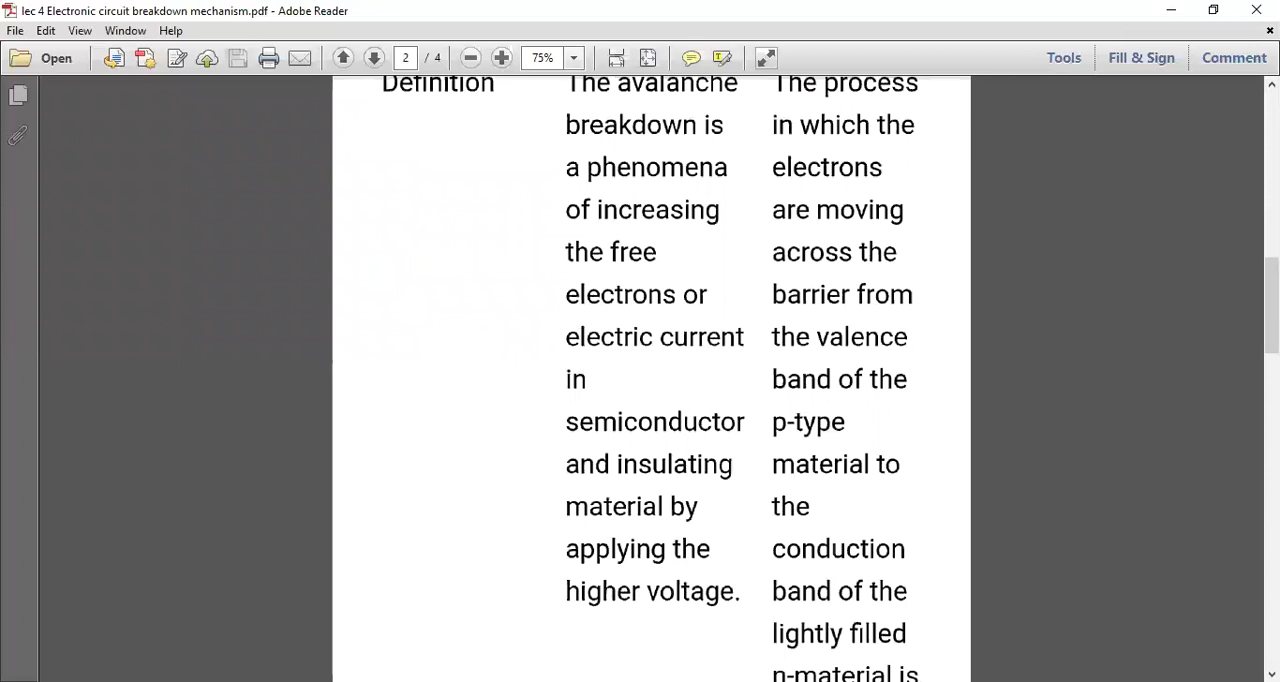 lec 4 Electronic circuit breakdown mechanism.pdf - Adobe Reader
File Edit View Window Help
Open 2 / 4 75% Tools Fill & Sign Comment
Definition
The avalanche
breakdown is
a phenomena
of increasing
the free
electrons or
electric current
in
semiconductor
and insulating
material by
applying the
higher voltage.
The process
in which the
electrons
are moving
across the
barrier from
the valence
band of the
p-type
material to
the
conduction
band of the
lightly filled
n-material is